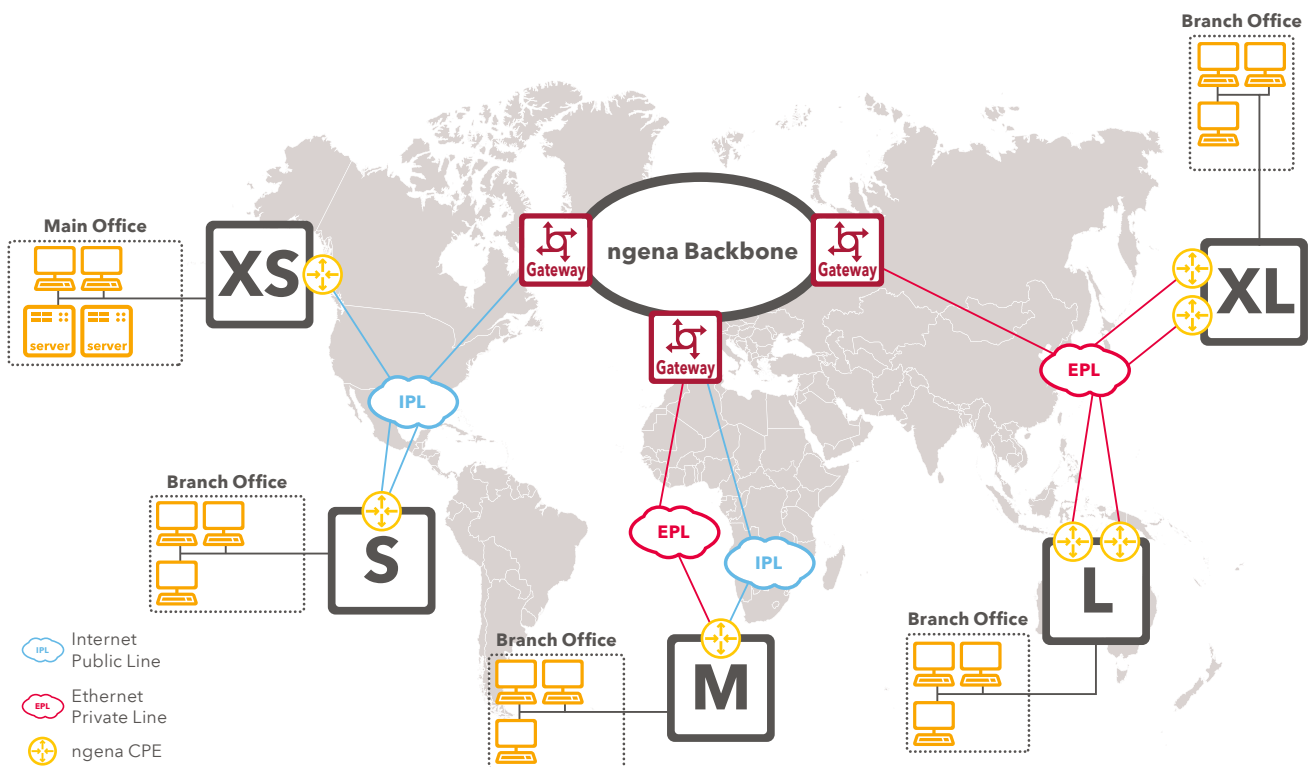 Branch Office
Main Office
XS
server
server
Gateway
ngena Backbone
Gateway
XL
Gateway
IPL
EPL
Branch Office
S
EPL
IPL
L
Branch Office
Branch Office
M
IPL
Internet
Public Line
EPL
Ethernet
Private Line
ngena CPE